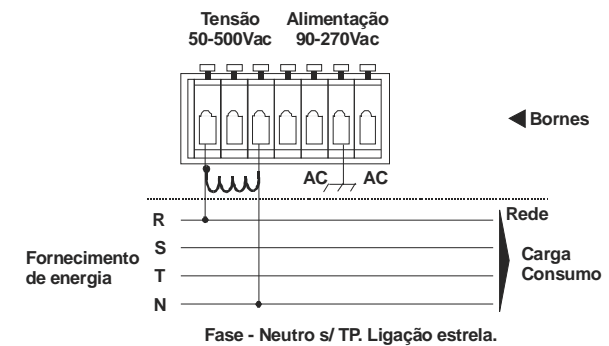 Tensão
50-500Vac
Alimentação
90-270Vac
Bornes
AC
AC
R
S
T
N
Rede
Fornecimento
de energia
Carga
Consumo
Fase - Neutro s/ TP. Ligação estrela.